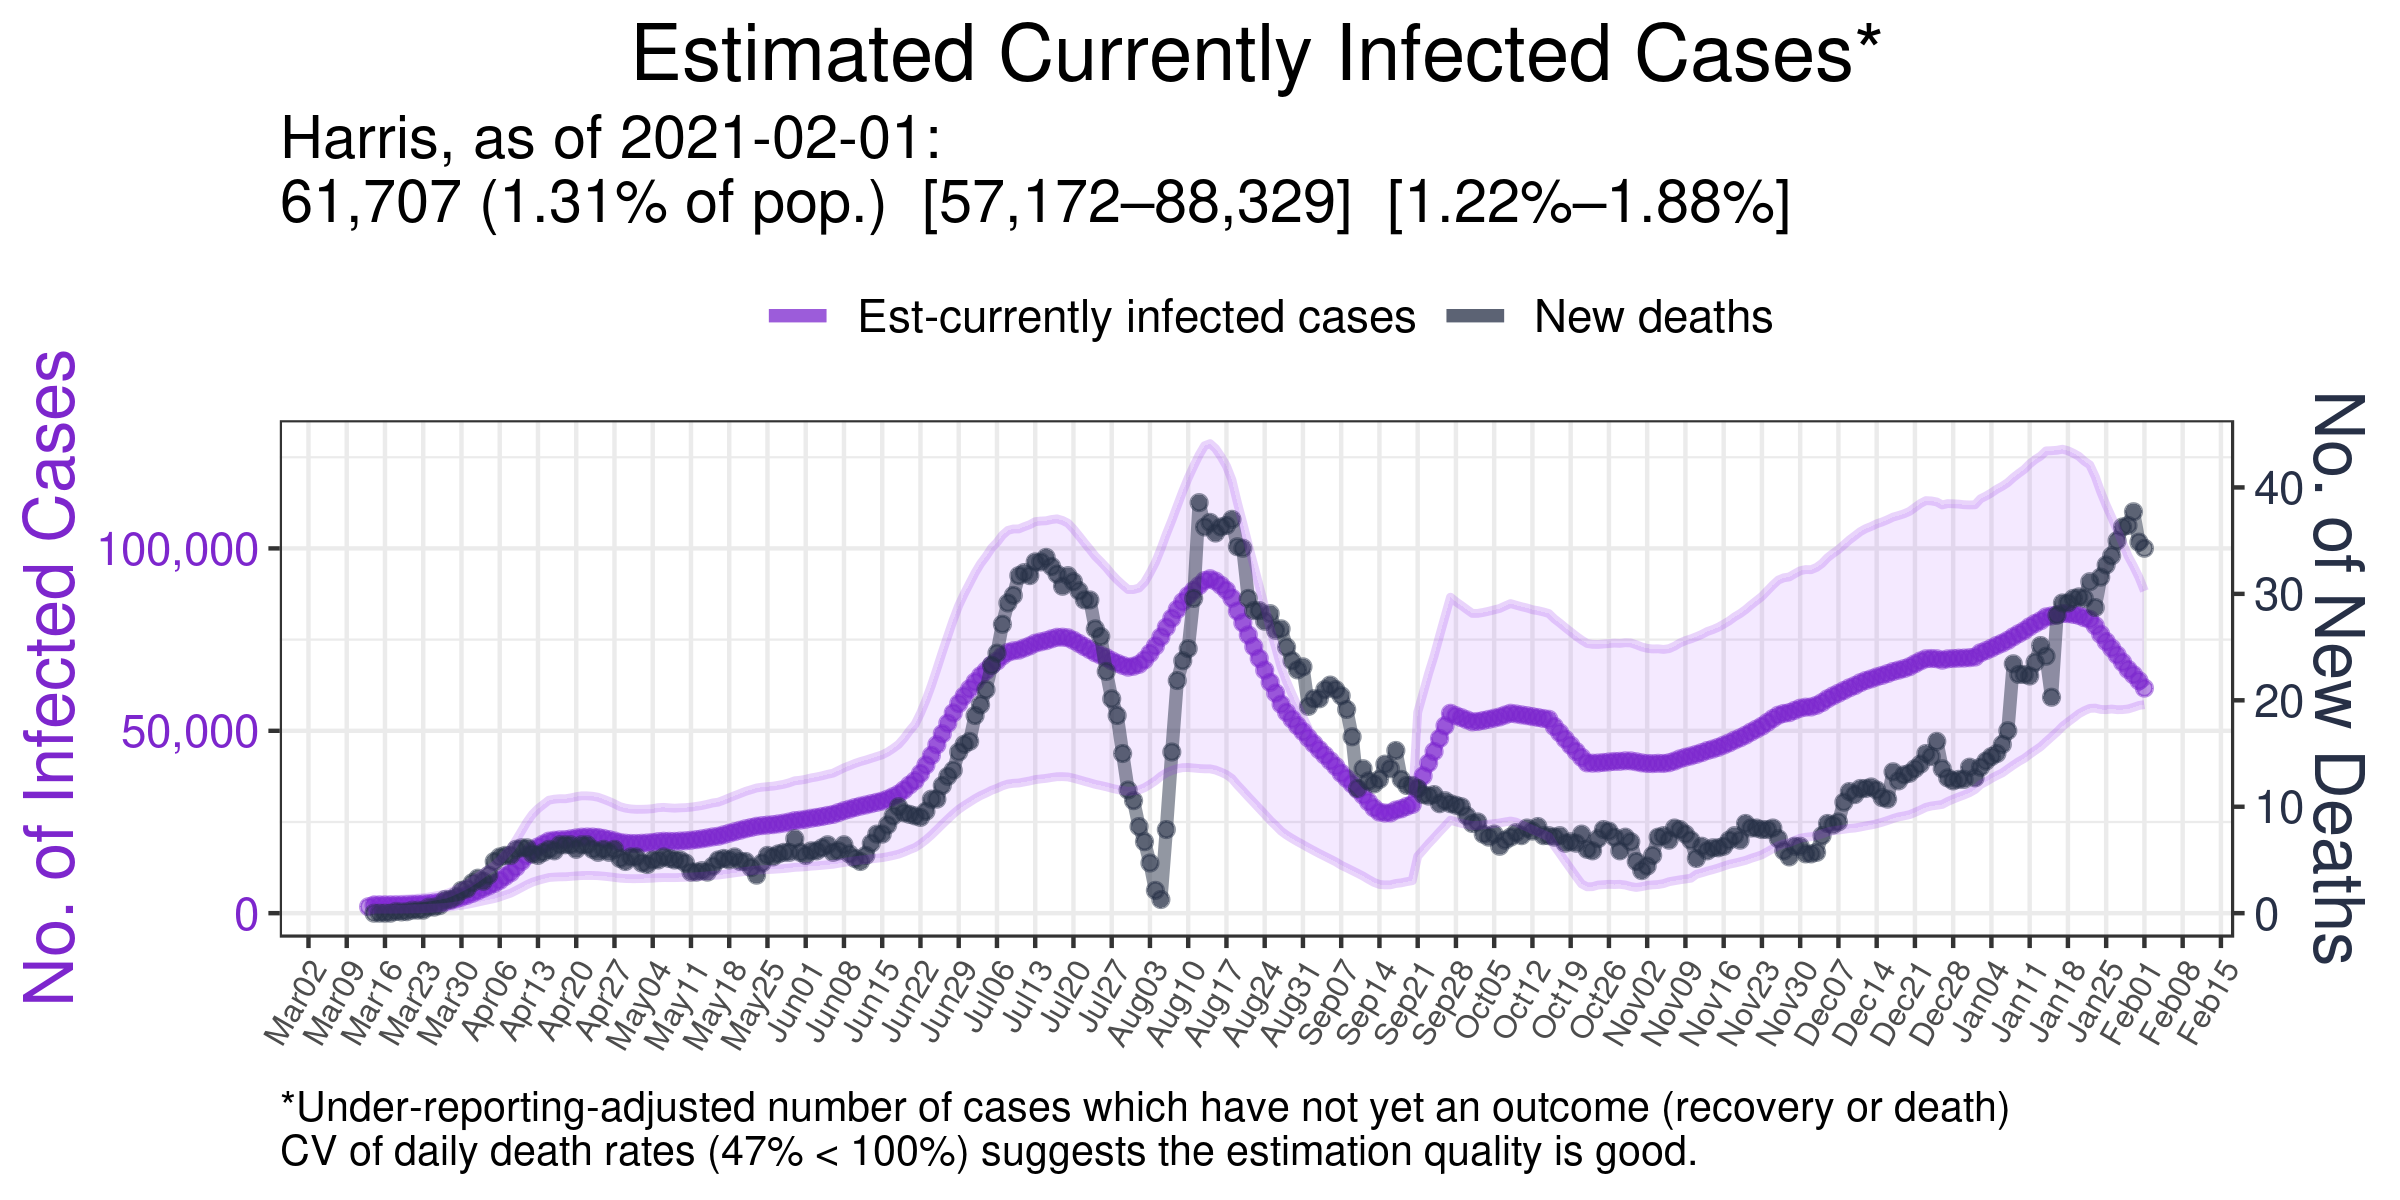 Estimated Currently Infected Cases*
Harris, as of 2021-02-01:
61,707 (1.31% of pop.) [57,172–88,329] [1.22%–1.88%]
Est-currently infected cases New deaths
No. of Infected Cases
100,000
50,000
0
40
30
20
10
0
No. of New Deaths
Mar02 Mar09 Mar16 Mar23 Mar30 Apr06 Apr13 Apr20 Apr27 May04 May11 May18 May25 Jun01 Jun08 Jun15 Jun22 Jun29 Jul06 Jul13 Jul20 Jul27 Aug03 Aug10 Aug17 Aug24 Aug31 Sep07 Sep14 Sep21 Sep28 Oct05 Oct12 Oct19 Oct26 Nov02 Nov09 Nov16 Nov23 Nov30 Dec07 Dec14 Dec21 Dec28 Jan04 Jan11 Jan18 Jan25 Feb01 Feb08 Feb15
*Under-reporting-adjusted number of cases which have not yet an outcome (recovery or death)
CV of daily death rates (47% < 100%) suggests the estimation quality is good.